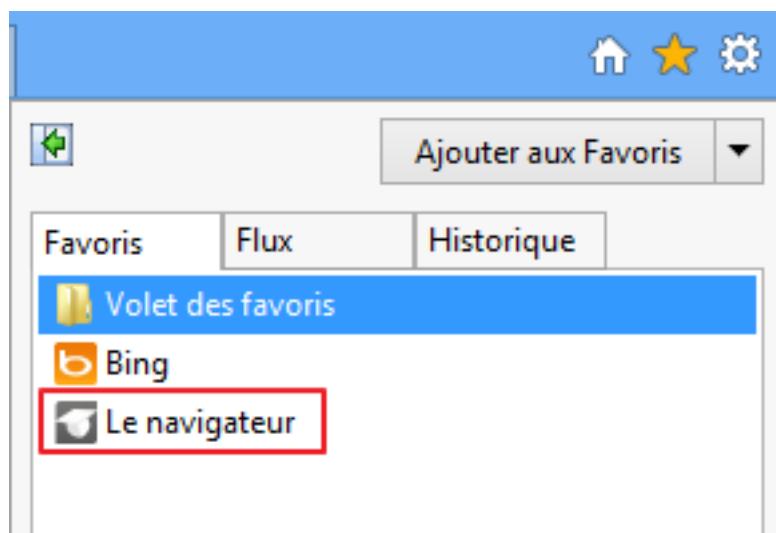 Ajouter aux Favoris
Favoris Flux Historique
Volet des favoris
Bing
Le navigateur